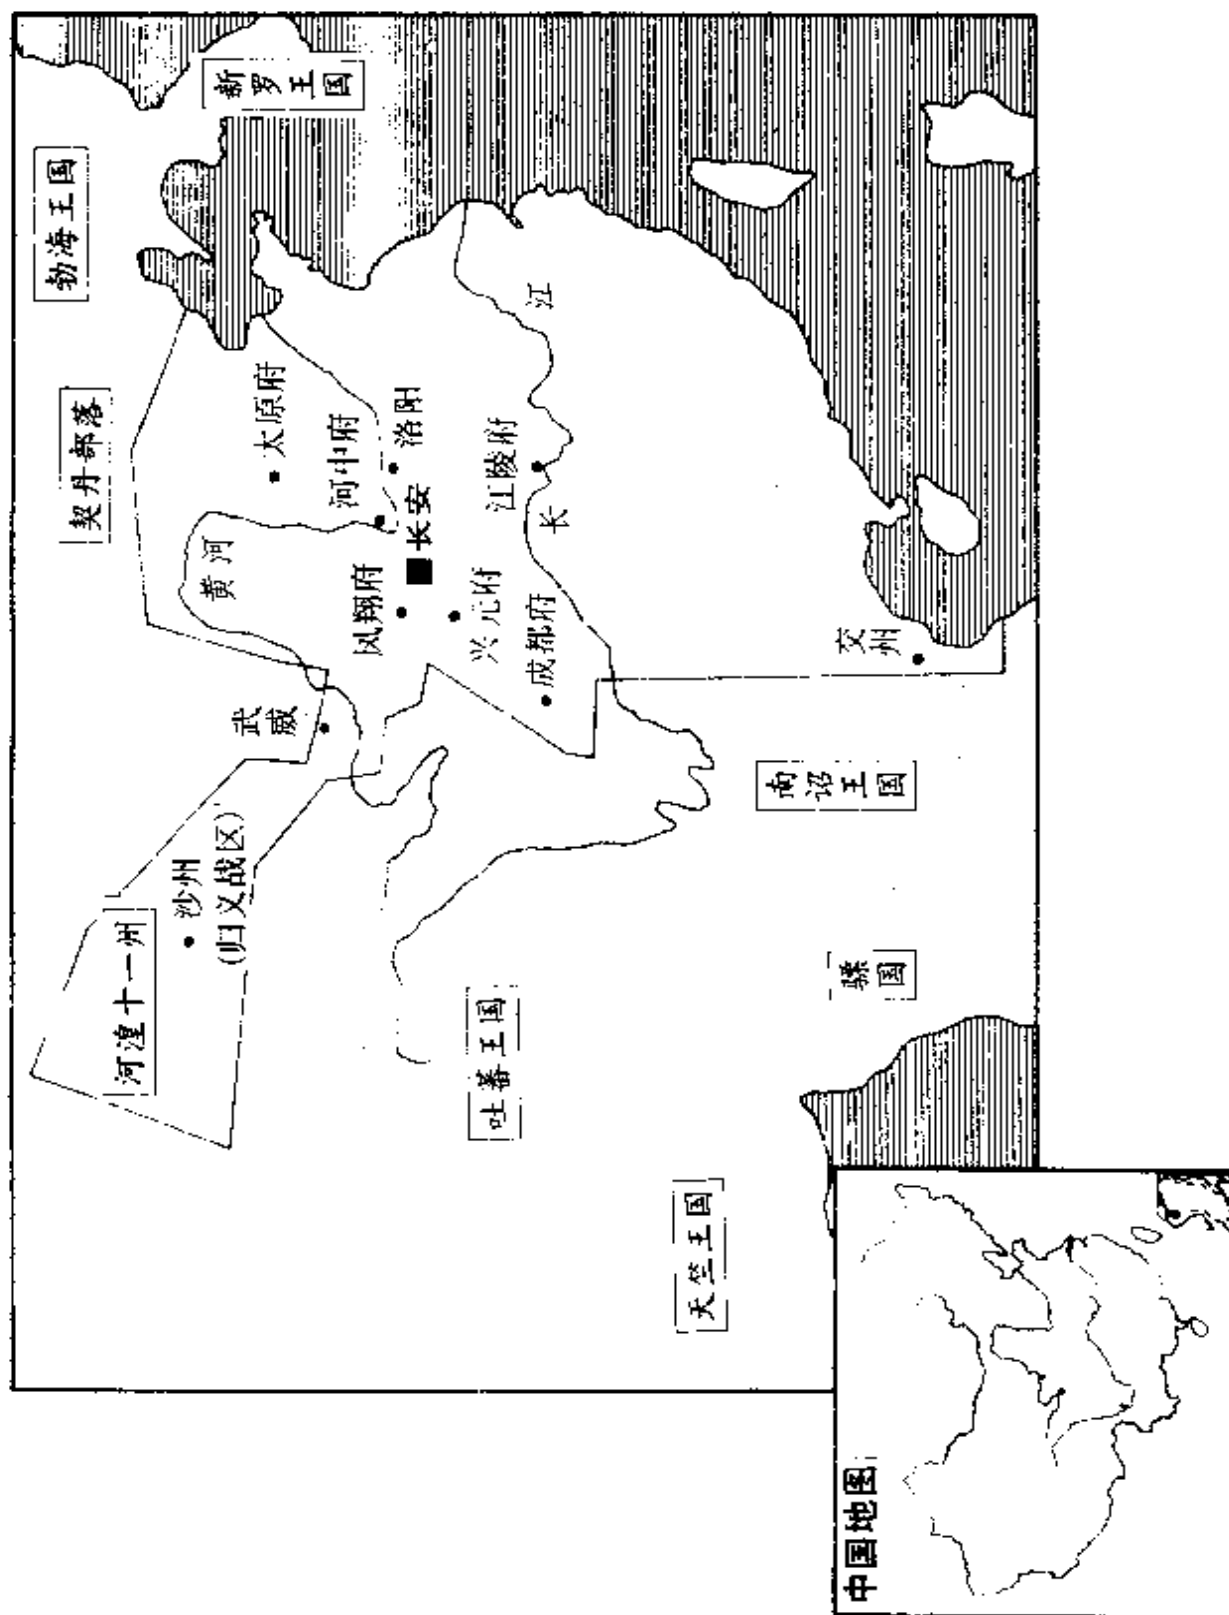 新罗王国
勃海王国
契丹部落
太原府
河中府
洛阳
黄河
长安
凤翔府
兴元府
江陵府
长
江
成都府
武威
交州
河湟十一州
沙州
(归义战区)
南诏王国
骠国
吐蕃王国
天竺王国
中国地图